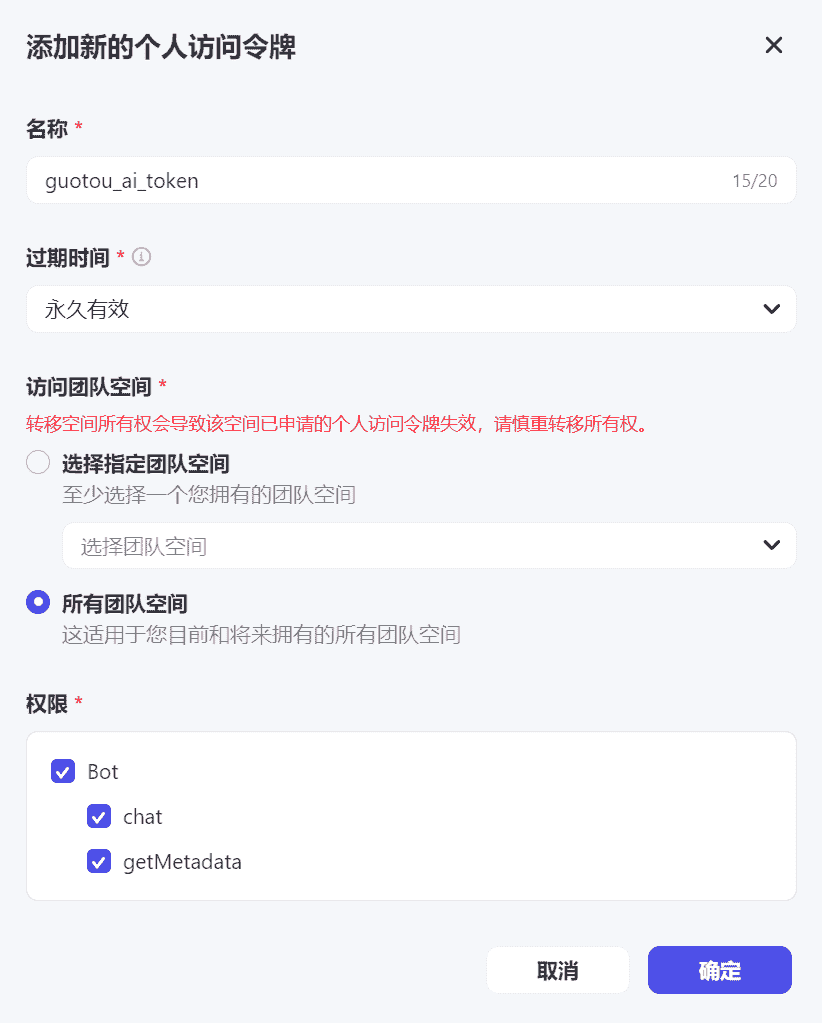 添加新的个人访问令牌
名称 *
guotou_ai_token 15/20
过期时间 *
永久有效
访问团队空间 *
转移空间所有权会导致该空间已申请的个人访问令牌失效，请慎重转移所有权。
选择指定团队空间
至少选择一个您拥有的团队空间
选择团队空间
所有团队空间
这适用于您目前和将来拥有的所有团队空间
权限 *
Bot
chat
getMetadata
取消 确定